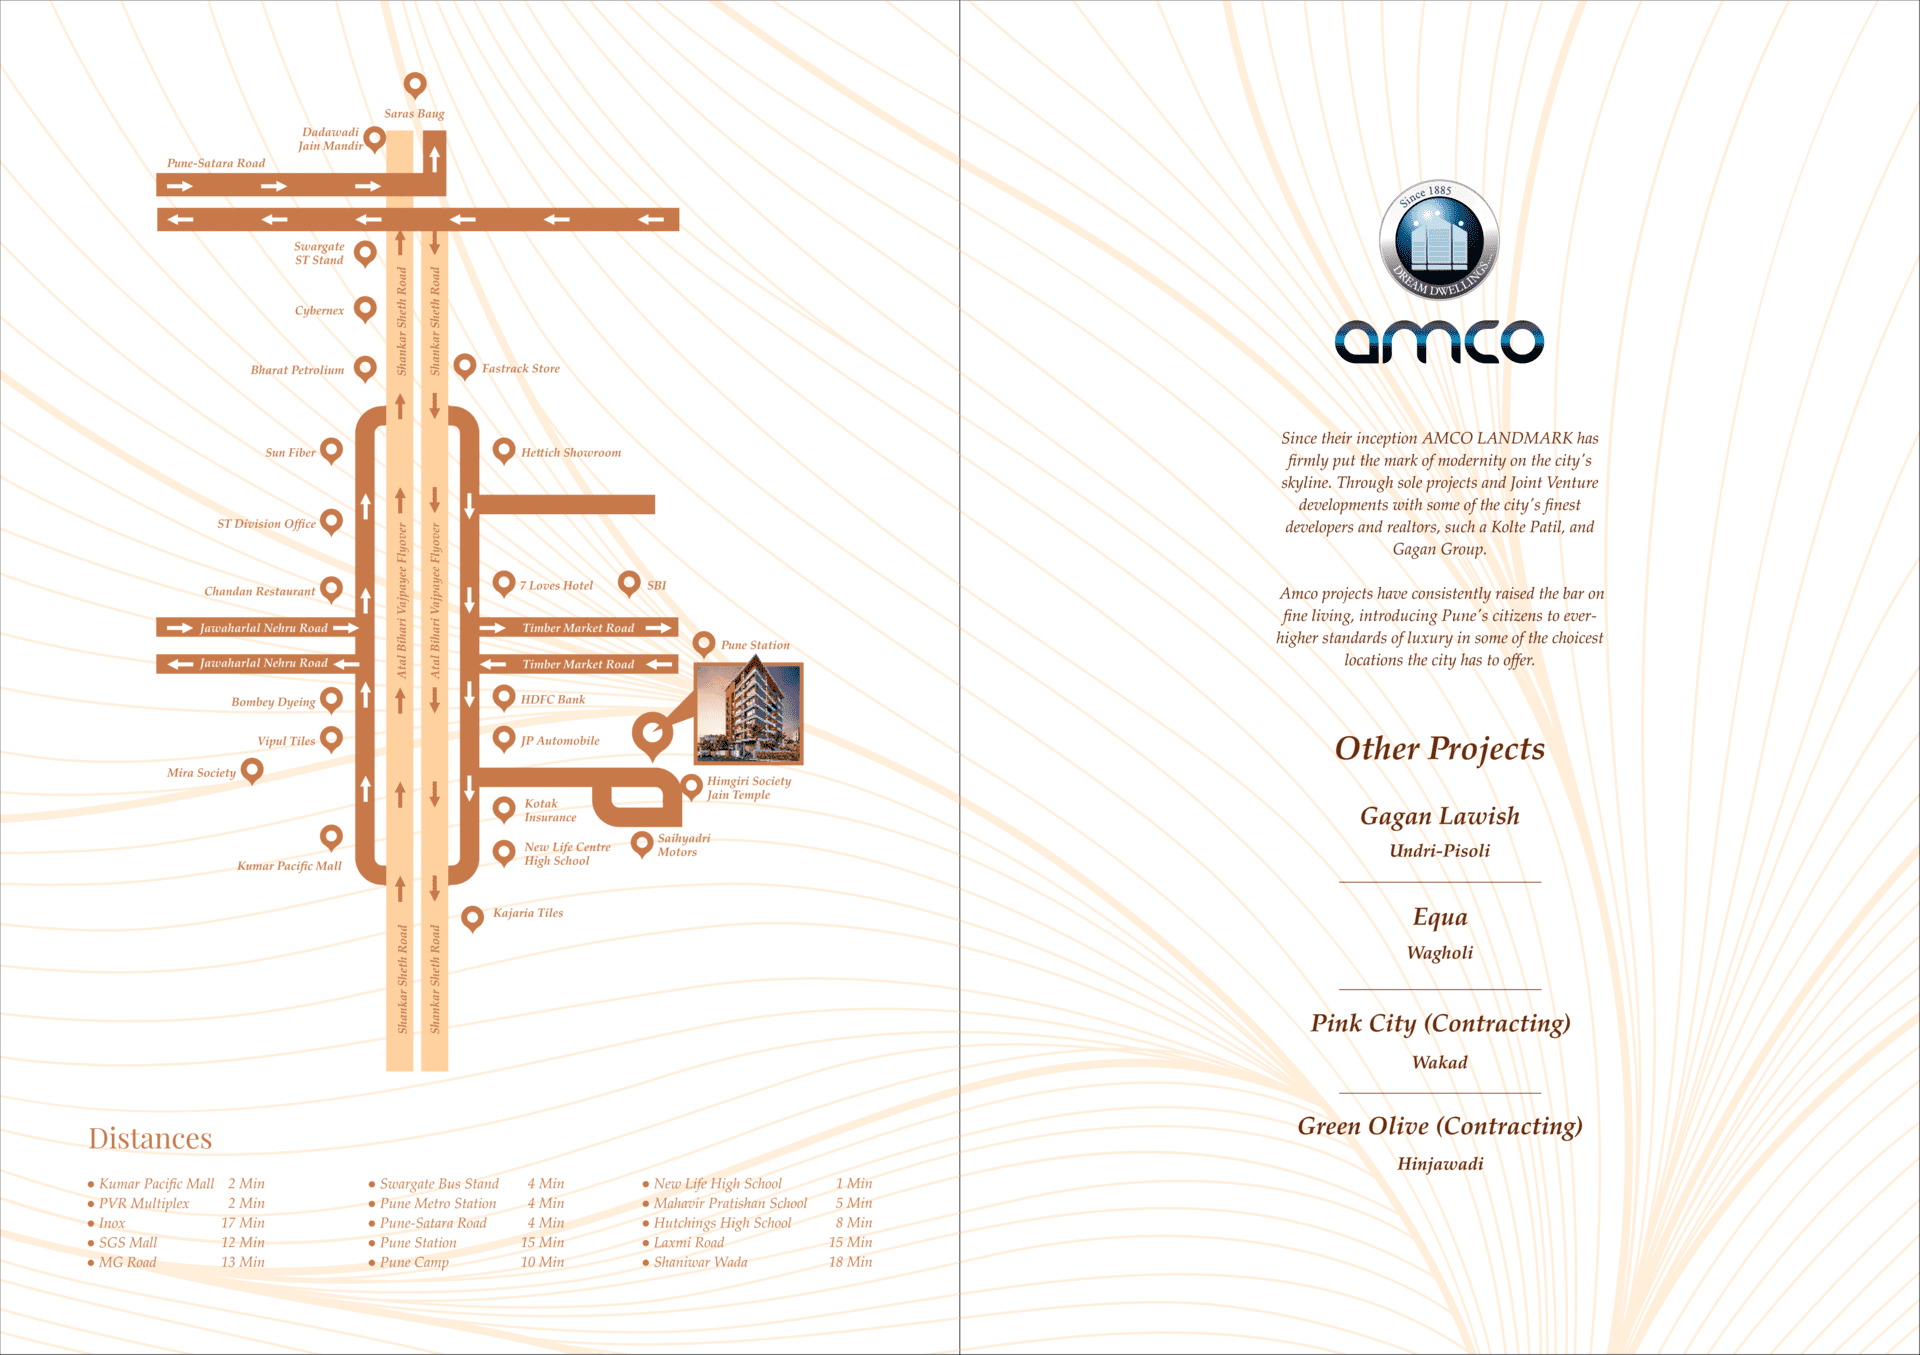 Saras Baug
Dadawadi
Jain Mandir
Pune-Satara Road
Swargate
ST Stand
Cybernex
Bharat Petrolium
Shankar Sheth Road
Shankar Sheth Road
Fastrack Store
Sun Fiber
Hettich Showroom
ST Division Office
Atal Bihari Vajpayee Flyover
Atal Bihari Vajpayee Flyover
Chandan Restaurant
7 Loves Hotel
SBI
Jawaharlal Nehru Road
Timber Market Road
Jawaharlal Nehru Road
Timber Market Road
Pune Station
Bombey Dyeing
HDFC Bank
Vipul Tiles
JP Automobile
Mira Society
Himgiri Society
Jain Temple
Kotak
Insurance
Saihyadri
Motors
New Life Centre
High School
Kumar Pacific Mall
Kajaria Tiles
Shankar Sheth Road
Shankar Sheth Road
Distances
Kumar Pacific Mall 2 Min
PVR Multiplex 2 Min
Inox 17 Min
SGS Mall 12 Min
MG Road 13 Min
Swargate Bus Stand 4 Min
Pune Metro Station 4 Min
Pune-Satara Road 4 Min
Pune Station 15 Min
Pune Camp 10 Min
New Life High School 1 Min
Mahavir Pratishan School 5 Min
Hutchings High School 8 Min
Laxmi Road 15 Min
Shaniwar Wada 18 Min
Since 1885
DREAM DWELLINGS...
amco
Since their inception AMCO LANDMARK has
firmly put the mark of modernity on the city's
skyline. Through sole projects and Joint Venture
developments with some of the city's finest
developers and realtors, such a Kolte Patil, and
Gagan Group.
Amco projects have consistently raised the bar on
fine living, introducing Pune's citizens to ever-
higher standards of luxury in some of the choicest
locations the city has to offer.
Other Projects
Gagan Lawish
Undri-Pisoli
Equa
Wagholi
Pink City (Contracting)
Wakad
Green Olive (Contracting)
Hinjawadi